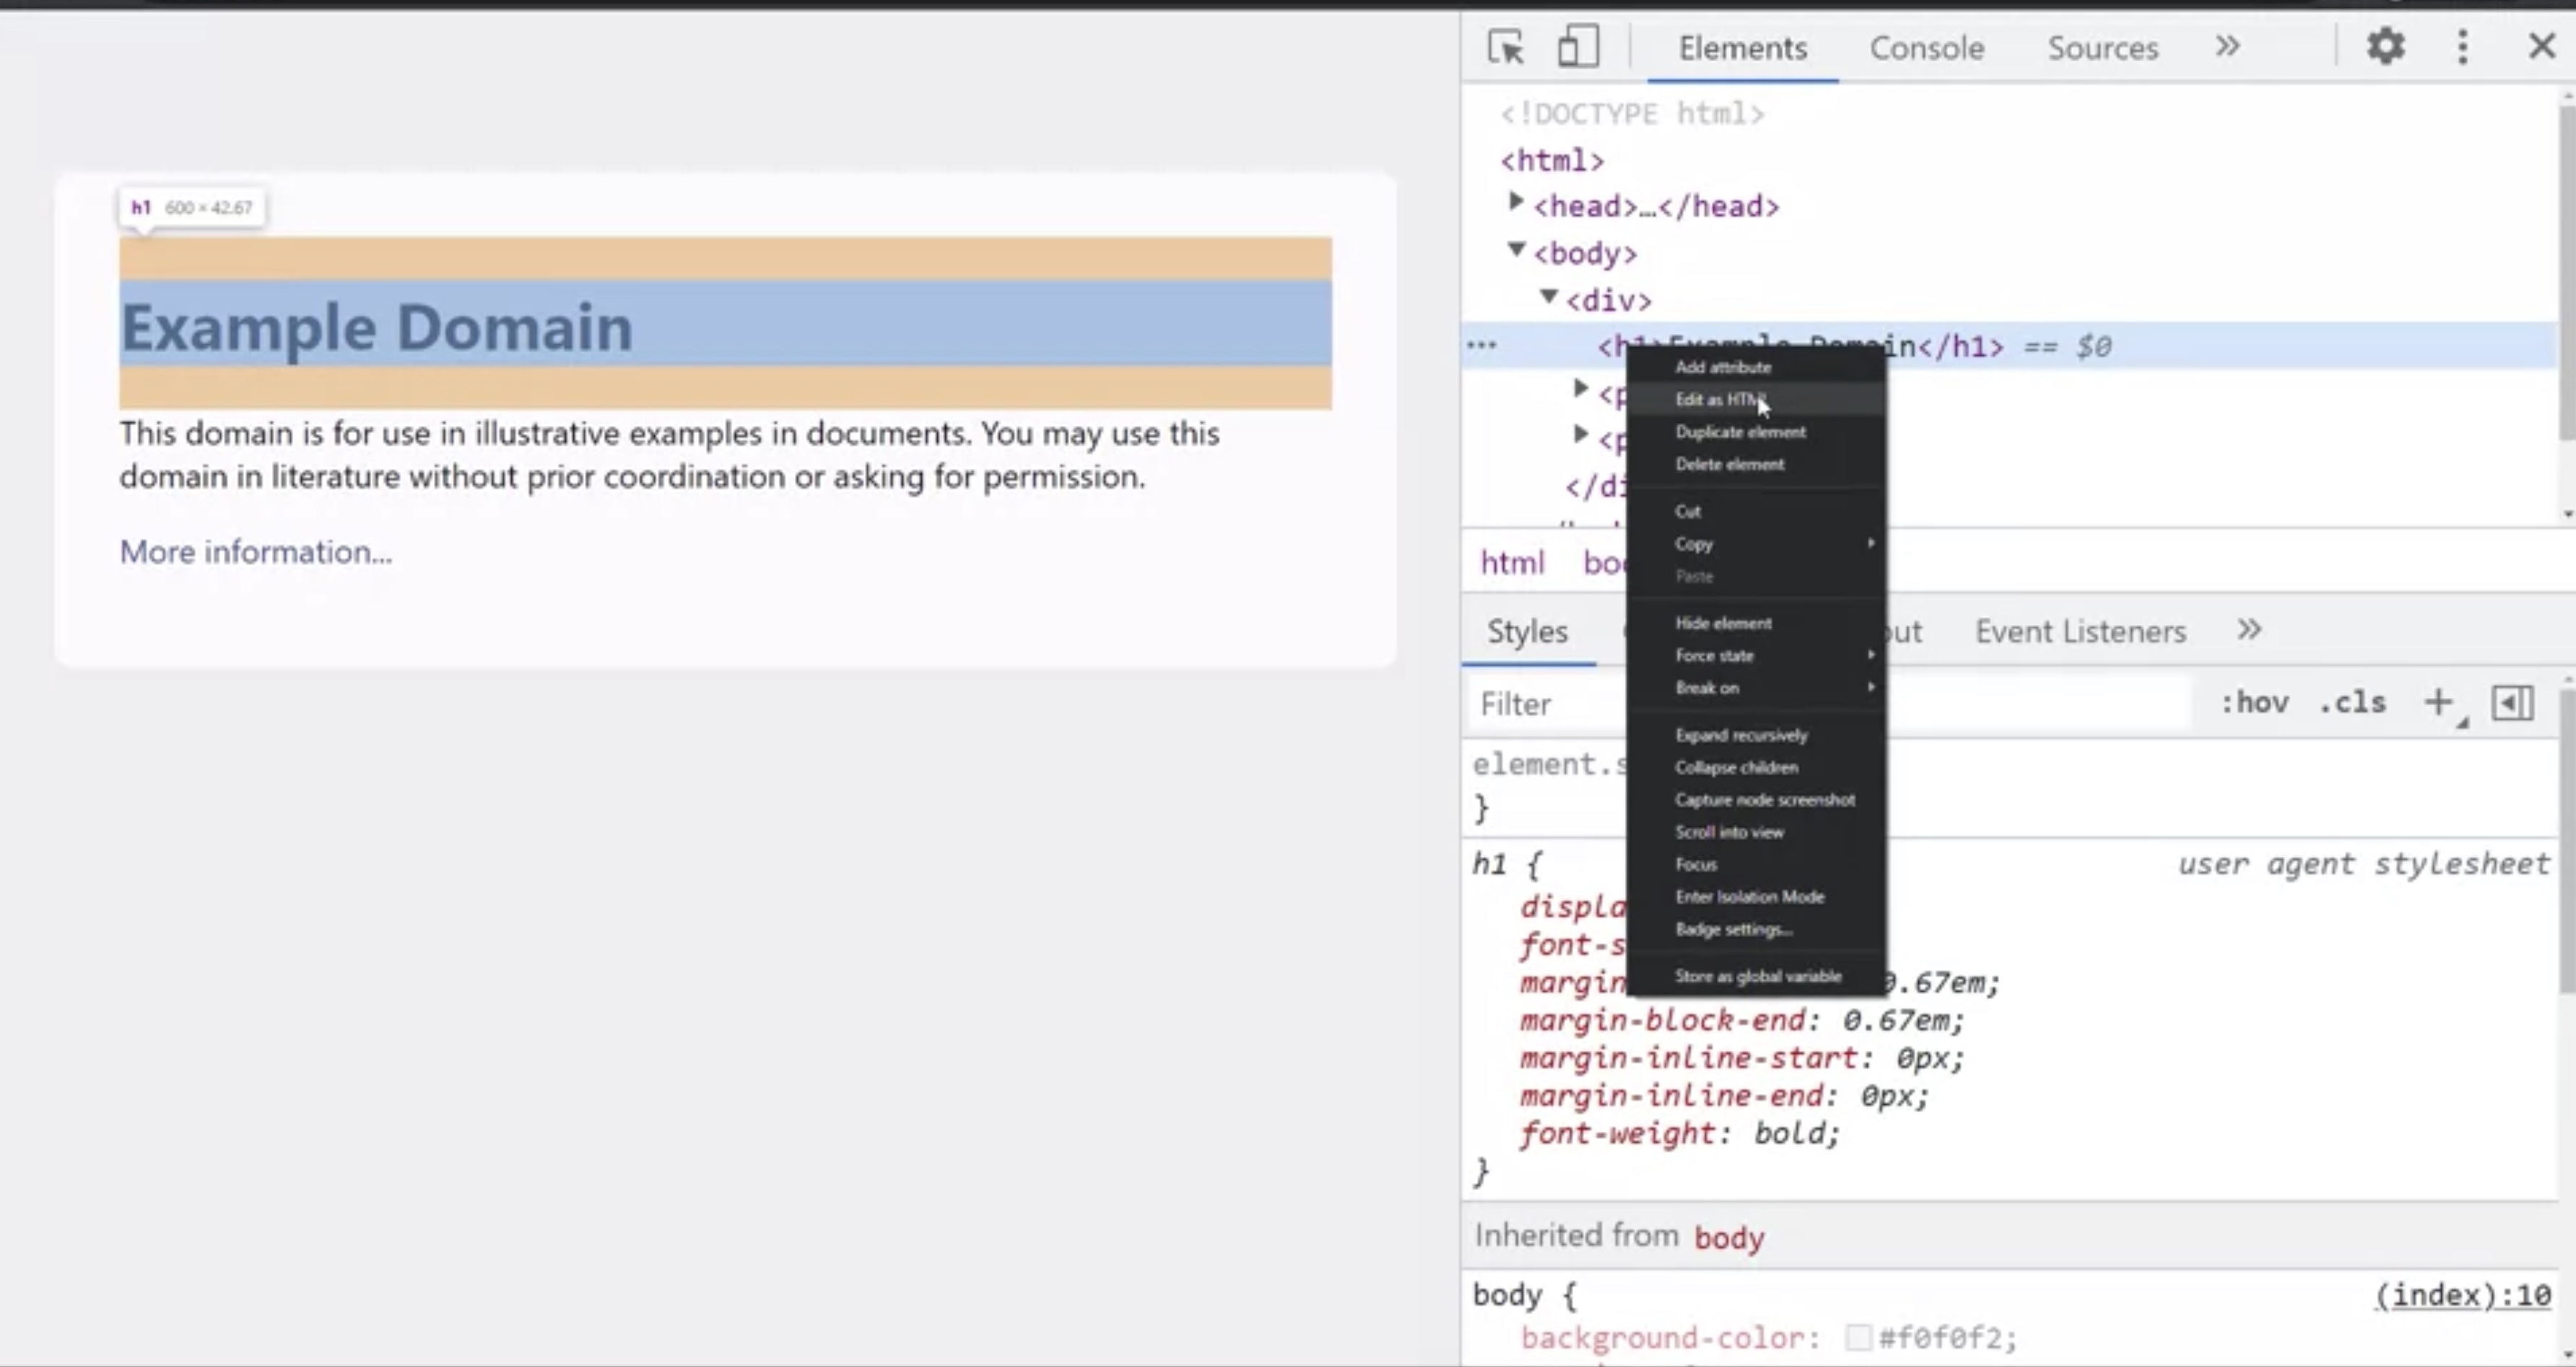 h1 600 × 42.67
Example Domain
This domain is for use in illustrative examples in documents. You may use this
domain in literature without prior coordination or asking for permission.
More information...
Elements Console Sources »
<!DOCTYPE html>
<html>
<head>…</head>
<body>
<div>
<h1>Example Domain</h1> == $0
<p
<p
</di
html bo
Add attribute
Edit as HTML
Duplicate element
Delete element
Cut
Copy
Paste
Hide element
Force state
Break on
Expand recursively
Collapse children
Capture node screenshot
Scroll into view
Focus
Enter Isolation Mode
Badge settings...
Store as global variable
Styles out Event Listeners »
Filter :hov .cls +
element.s
}
h1 { user agent stylesheet
displa
font-s
margin 0.67em;
margin-block-end: 0.67em;
margin-inline-start: 0px;
margin-inline-end: 0px;
font-weight: bold;
}
Inherited from body
body { (index):10
background-color: #f0f0f2;